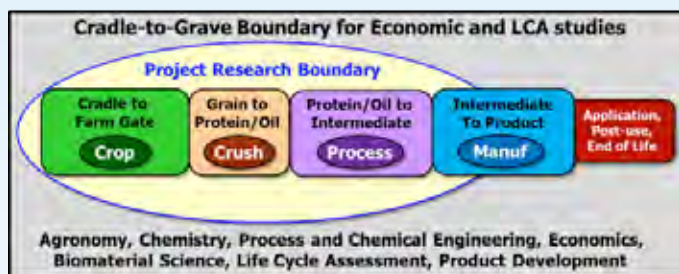 Cradle-to-Grave Boundary for Economic and LCA studies
Project Research Boundary
Cradle to
Farm Gate
Crop
Grain to
Protein/Oil
Crush
Protein/Oil to
Intermediate
Process
Intermediate
To Product
Manuf
Application,
Post-use,
End of Life
Agronomy, Chemistry, Process and Chemical Engineering, Economics,
Biomaterial Science, Life Cycle Assessment, Product Development